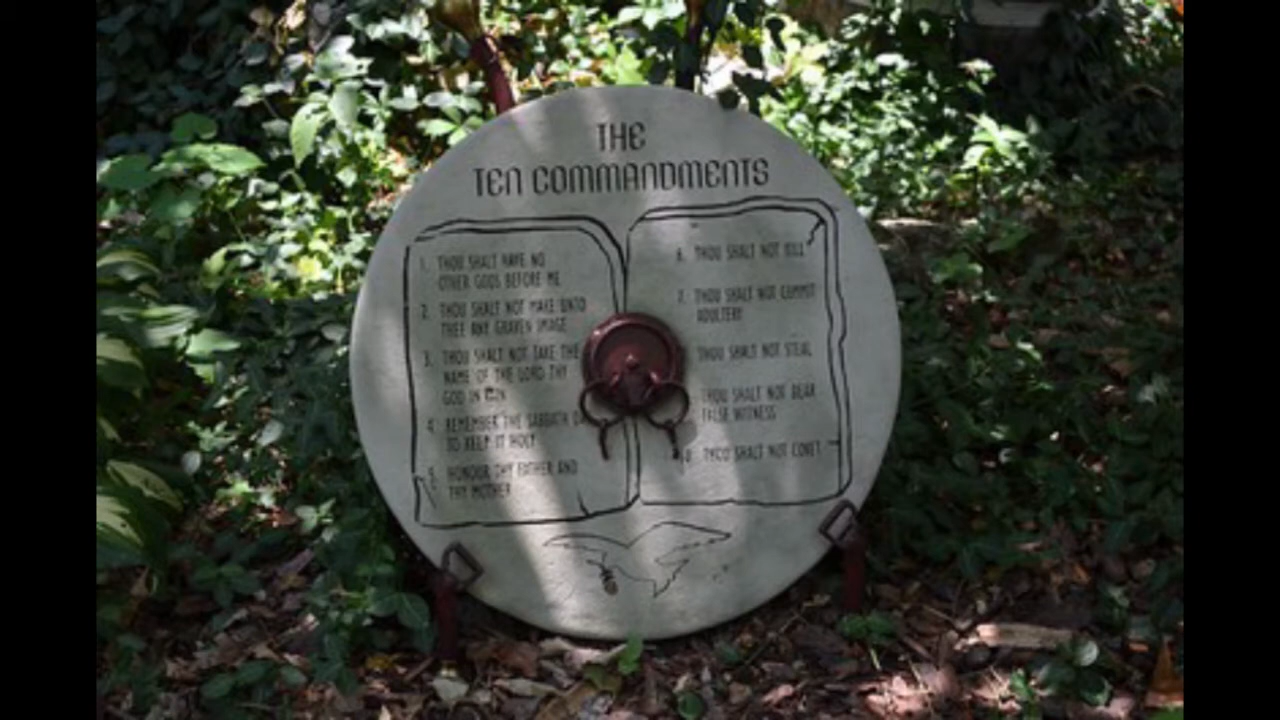 THE
TEN COMMANDMENTS
1. THOU SHALT HAVE NO
OTHER GODS BEFORE ME
2. THOU SHALT NOT MAKE UNTO
THEE ANY GRAVEN IMAGE
3. THOU SHALT NOT TAKE THE
NAME OF THE LORD THY
GOD IN
4. REMEMBER THE SABBATH
TO KEEP IT HOLY
5. HONOUR THY FATHER AND
THY MOTHER
6. THOU SHALT NOT KILL
7. THOU SHALT NOT COMMIT
ADULTERY
THOU SHALT NOT STEAL
THOU SHALT NOT BEAR
FALSE WITNESS
THOU SHALT NOT COVET